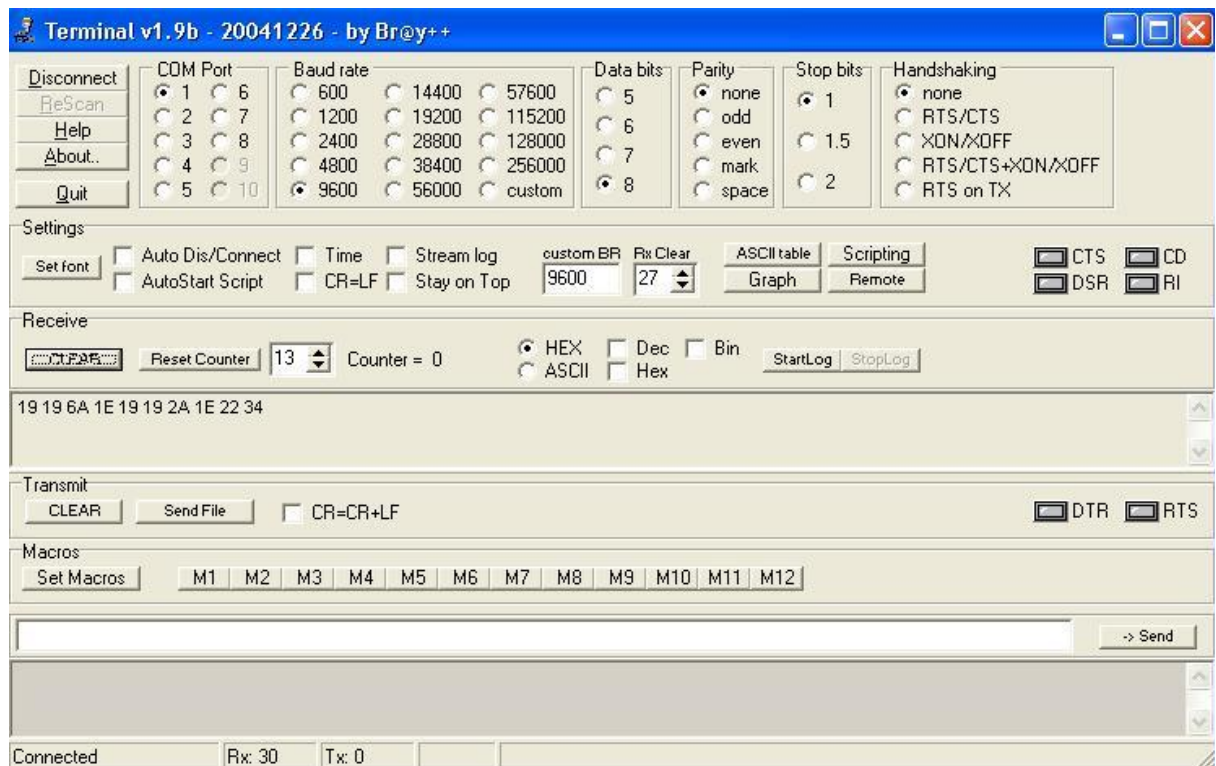 Terminal v1.9b - 20041226 - by Br@y++
Disconnect
ReScan
Help
About..
Quit
COM Port
1 6
2 7
3 8
4 9
5 10
Baud rate
600 14400 57600
1200 19200 115200
2400 28800 128000
4800 38400 256000
9600 56000 custom
Data bits
5
6
7
8
Parity
none
odd
even
mark
space
Stop bits
1
1.5
2
Handshaking
none
RTS/CTS
XON/XOFF
RTS/CTS+XON/XOFF
RTS on TX
Settings
Set font
Auto Dis/Connect Time Stream log
AutoStart Script CR=LF Stay on Top
custom BR Rx Clear
9600 27
ASCII table Scripting
Graph Remote
CTS CD
DSR RI
Receive
CLEAR Reset Counter 13 Counter = 0
HEX Dec Bin
ASCII Hex
StartLog StopLog
19 19 6A 1E 19 19 2A 1E 22 34
Transmit
CLEAR Send File CR=CR+LF DTR RTS
Macros
Set Macros M1 M2 M3 M4 M5 M6 M7 M8 M9 M10 M11 M12
-> Send
Connected Rx: 30 Tx: 0